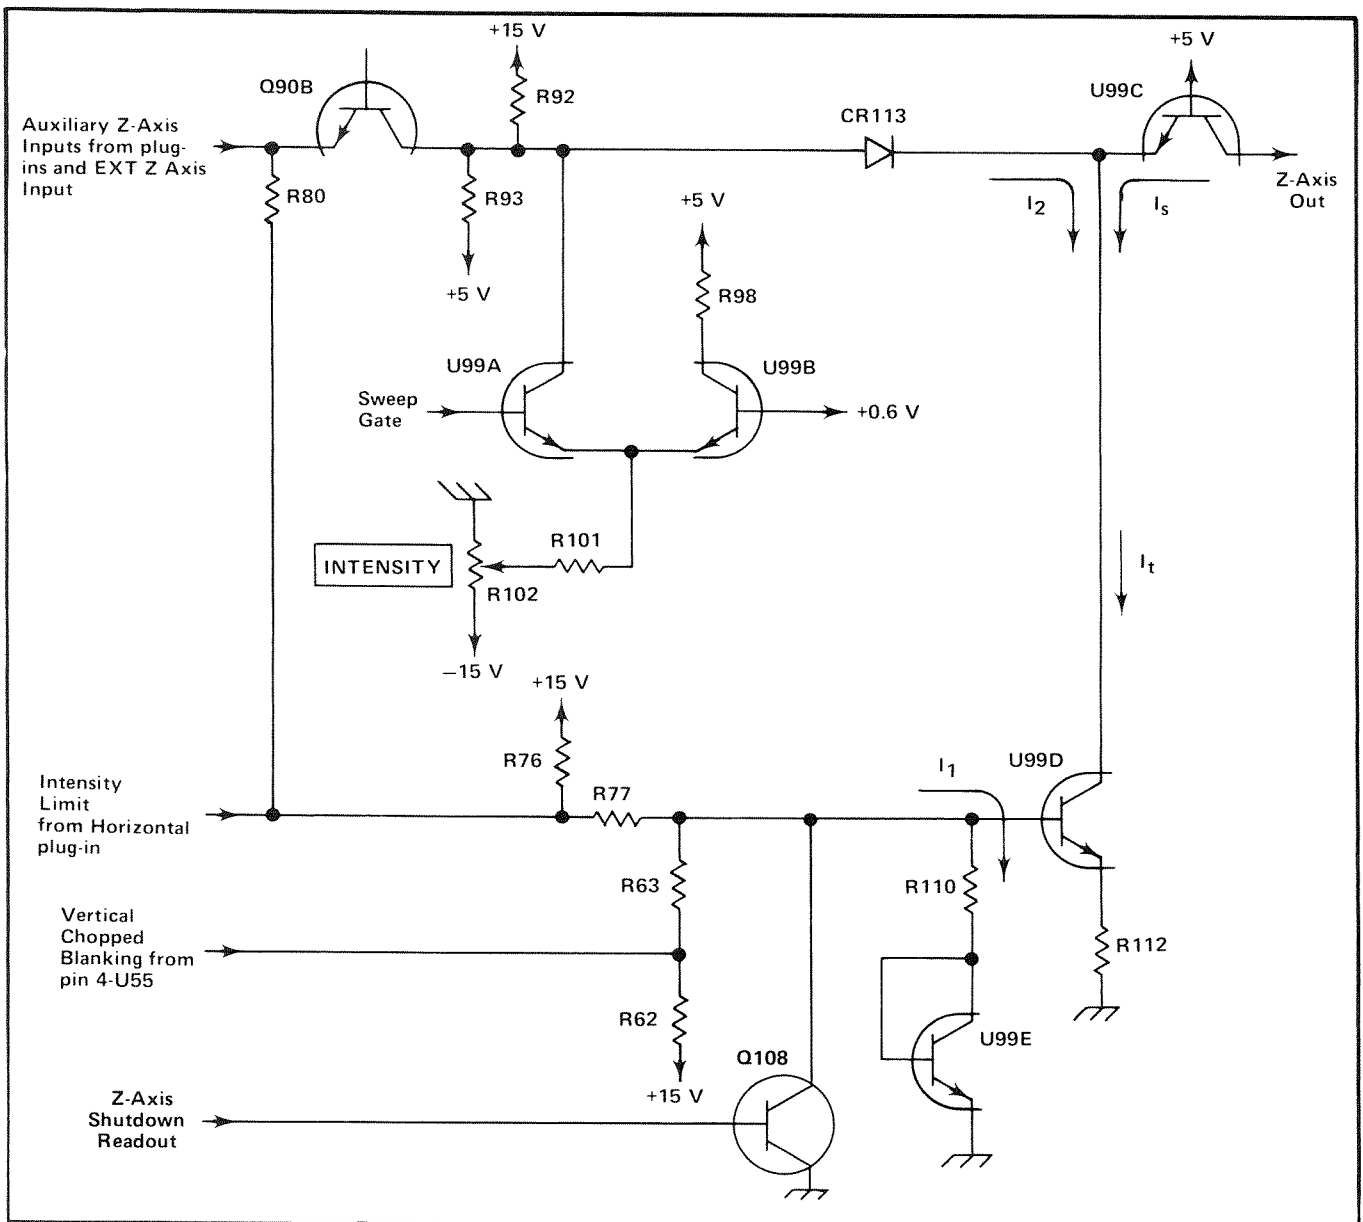 +15 V
+5 V
Q90B
R92
U99C
CR113
Auxiliary Z-Axis
Inputs from plug-
ins and EXT Z Axis
Input
R80
R93
+5 V
I2
Is
Z-Axis
Out
+5 V
R98
U99A
U99B
Sweep
Gate
+0.6 V
INTENSITY
R101
R102
It
−15 V
+15 V
R76
I1
U99D
Intensity
Limit
from Horizontal
plug-in
R77
R63
R110
Vertical
Chopped
Blanking from
pin 4-U55
R112
R62
U99E
Q108
+15 V
Z-Axis
Shutdown
Readout